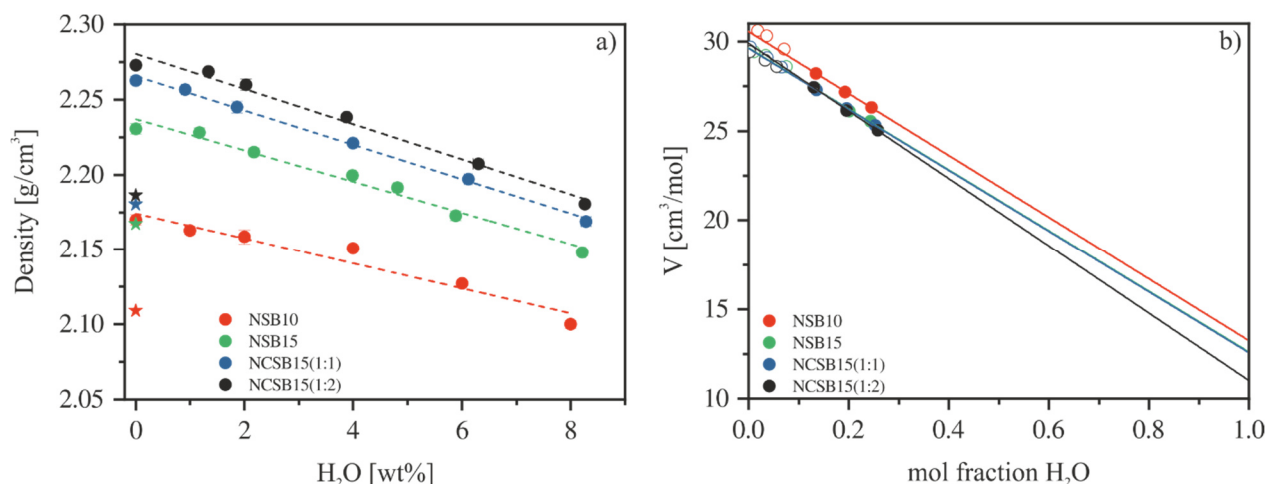 a)
2.30
2.25
2.20
2.15
2.10
2.05
Density [g/cm³]
NSB10
NSB15
NCSB15(1:1)
NCSB15(1:2)
0 2 4 6 8
H₂O [wt%]
b)
30
25
20
15
10
V [cm³/mol]
NSB10
NSB15
NCSB15(1:1)
NCSB15(1:2)
0.0 0.2 0.4 0.6 0.8 1.0
mol fraction H₂O